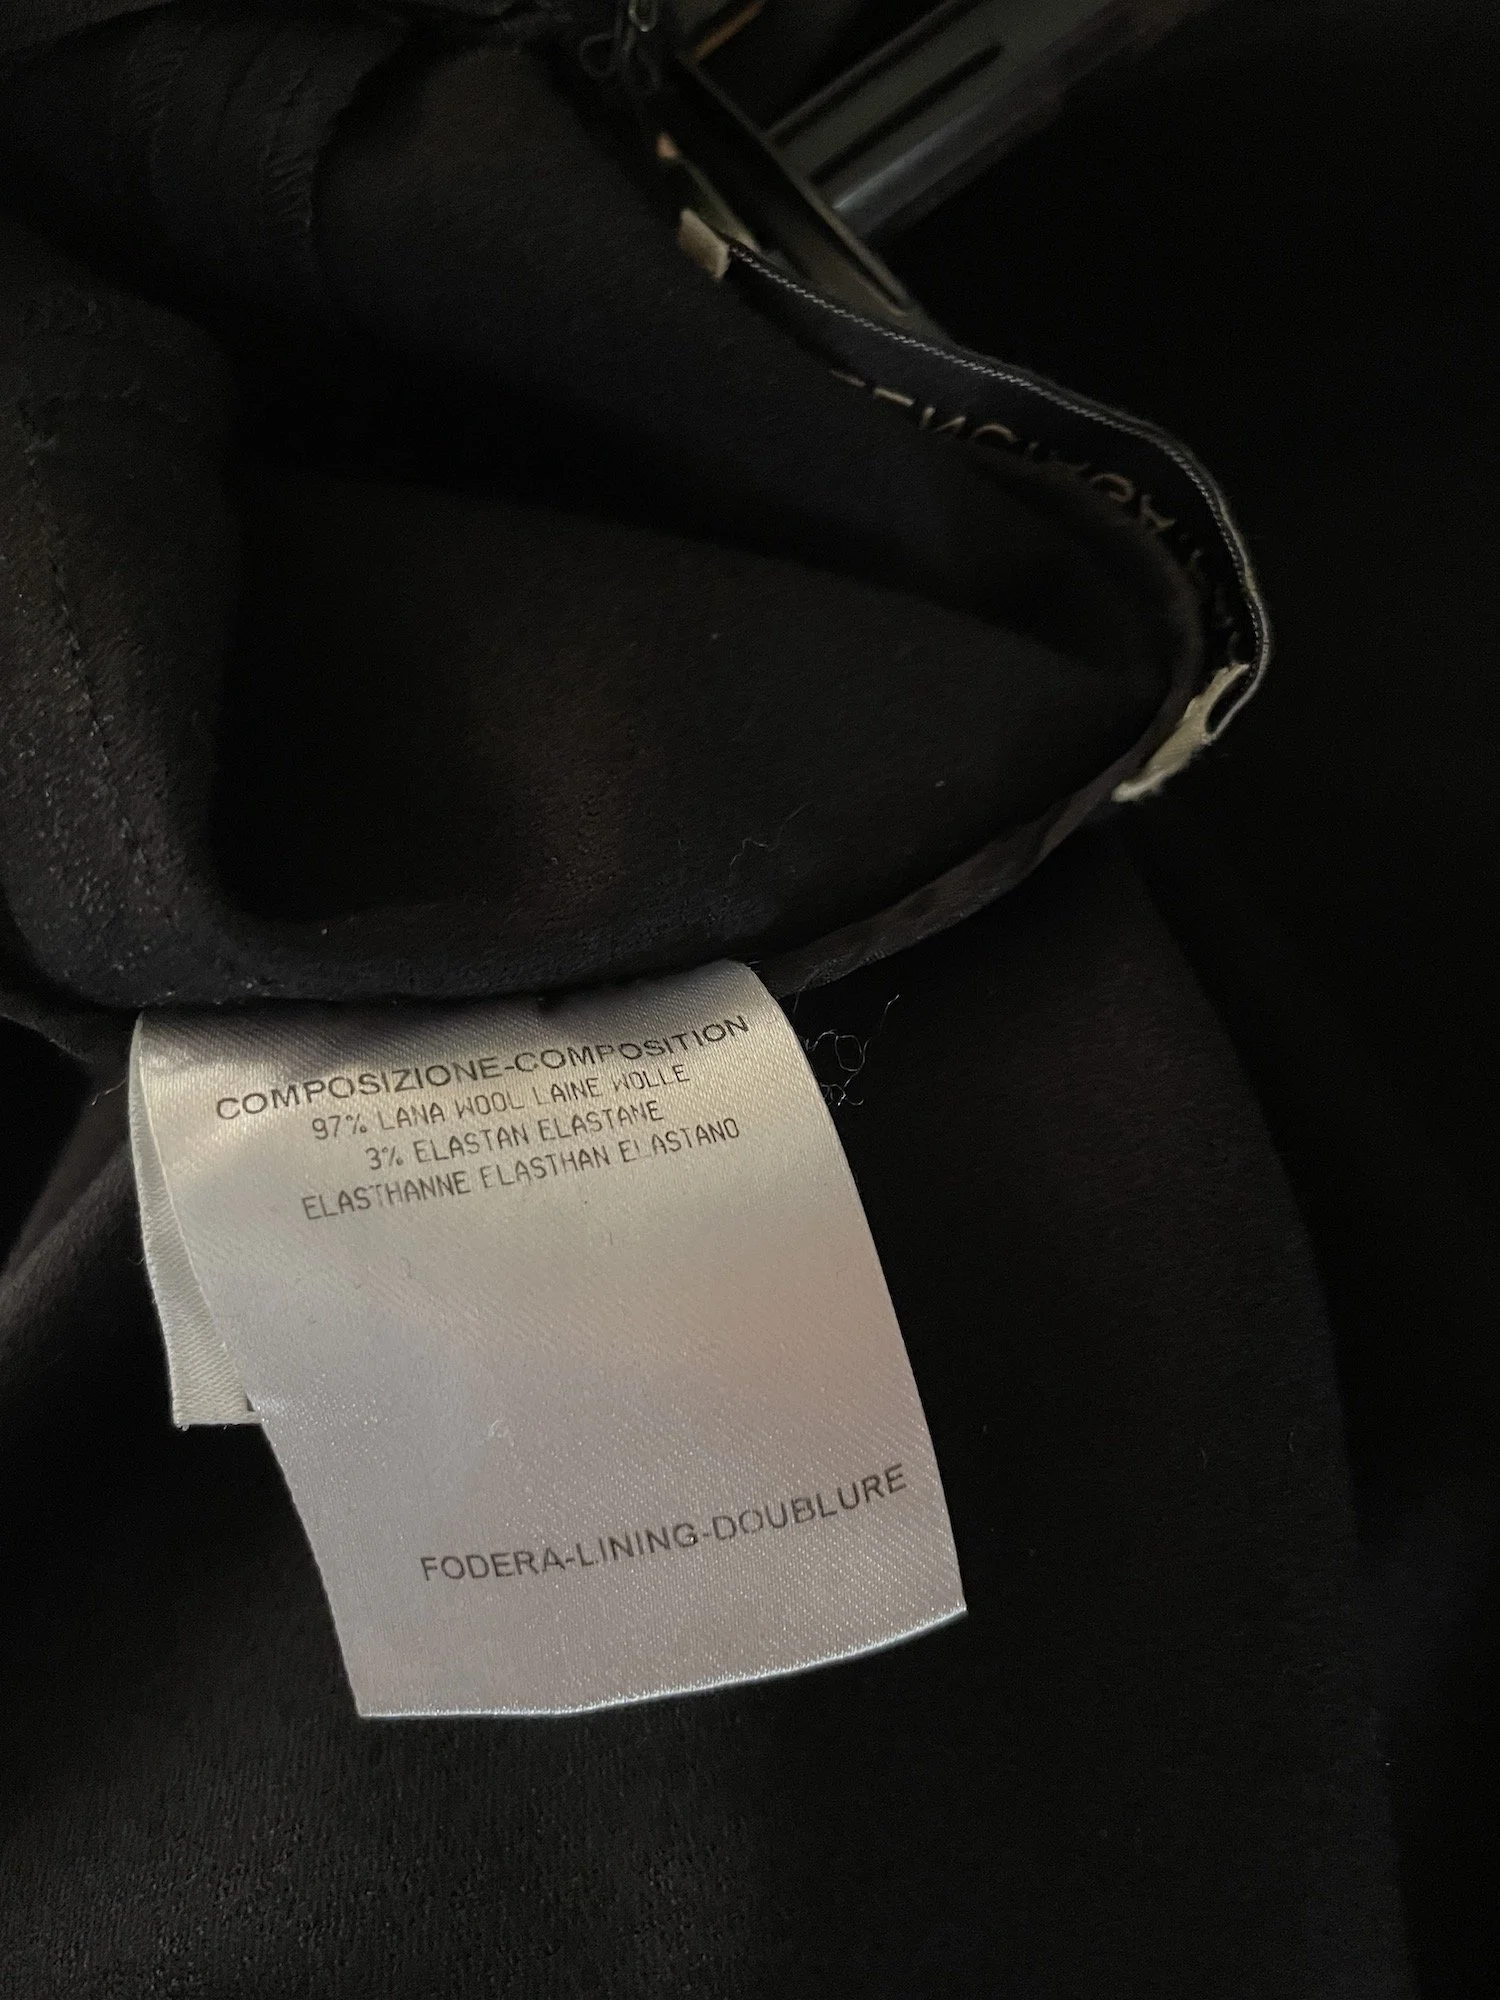 COMPOSIZIONE-COMPOSITION
97% LANA WOOL LAINE WOLLE
3% ELASTAN ELASTANE
ELASTHANNE ELASTHAN ELASTANO
FODERA-LINING-DOUBLURE